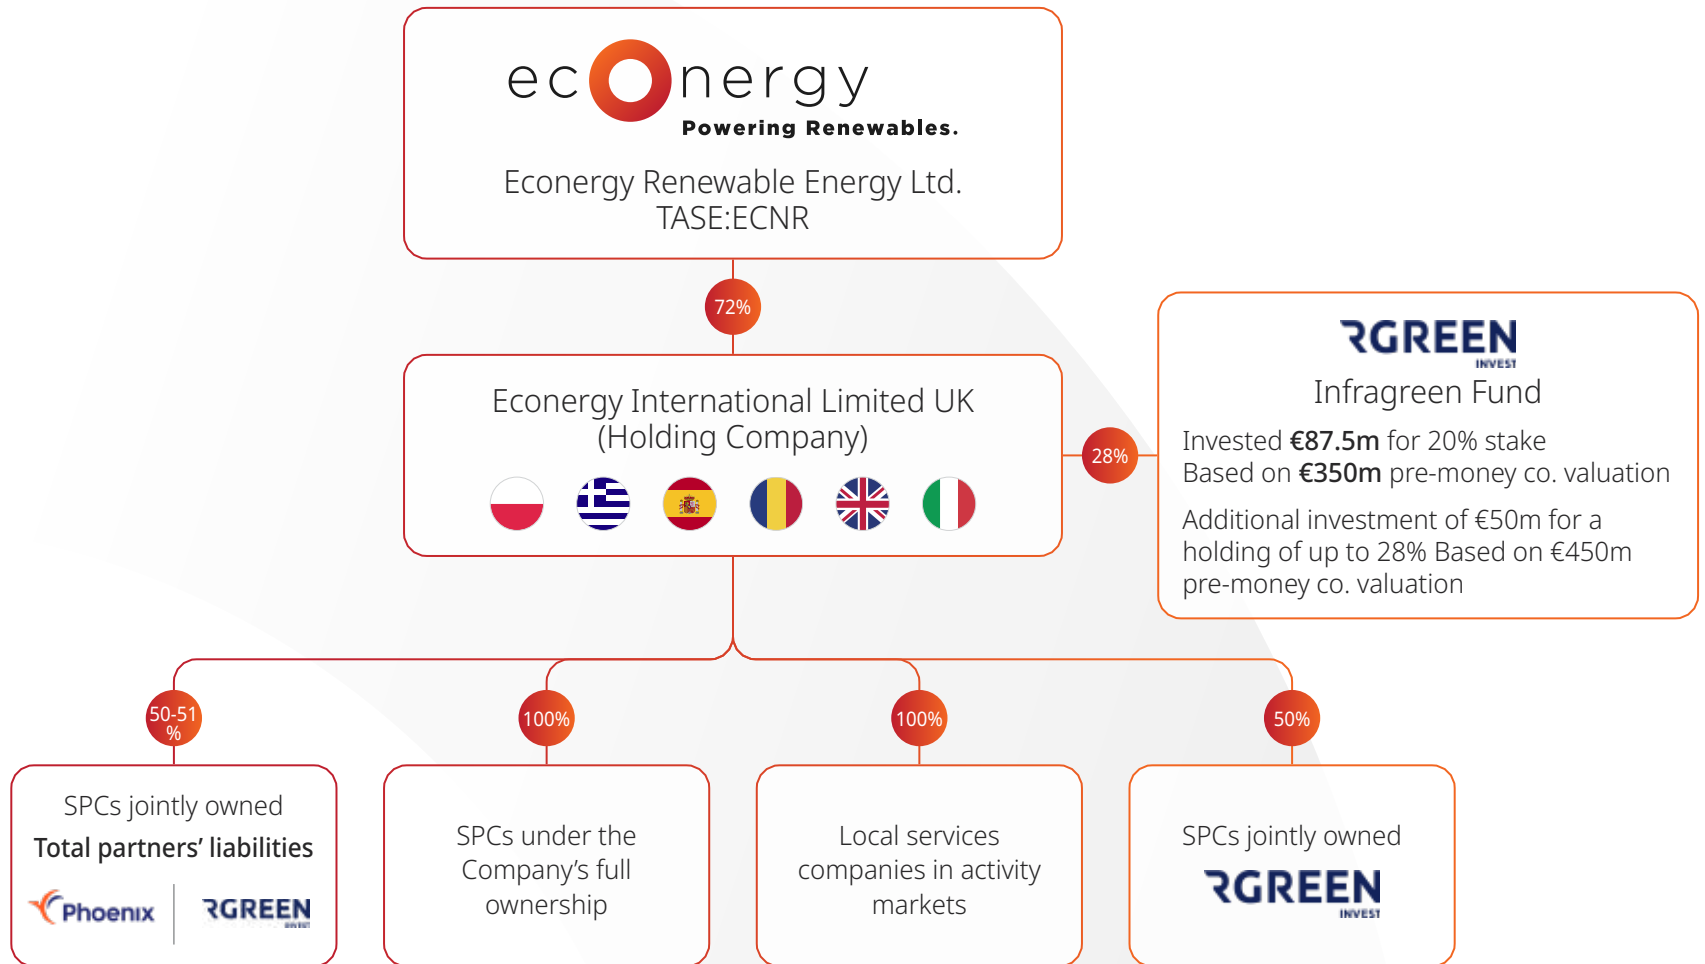 ecOnergy
Powering Renewables.
Econergy Renewable Energy Ltd.
TASE:ECNR
72%
Econergy International Limited UK
(Holding Company)
28%
RGREEN
INVEST
Infragreen Fund
Invested €87.5m for 20% stake
Based on €350m pre-money co. valuation
Additional investment of €50m for a
holding of up to 28% Based on €450m
pre-money co. valuation
50-51
%
100%
100%
50%
SPCs jointly owned
Total partners’ liabilities
Phoenix
RGREEN
INVEST
SPCs under the
Company’s full
ownership
Local services
companies in activity
markets
SPCs jointly owned
RGREEN
INVEST